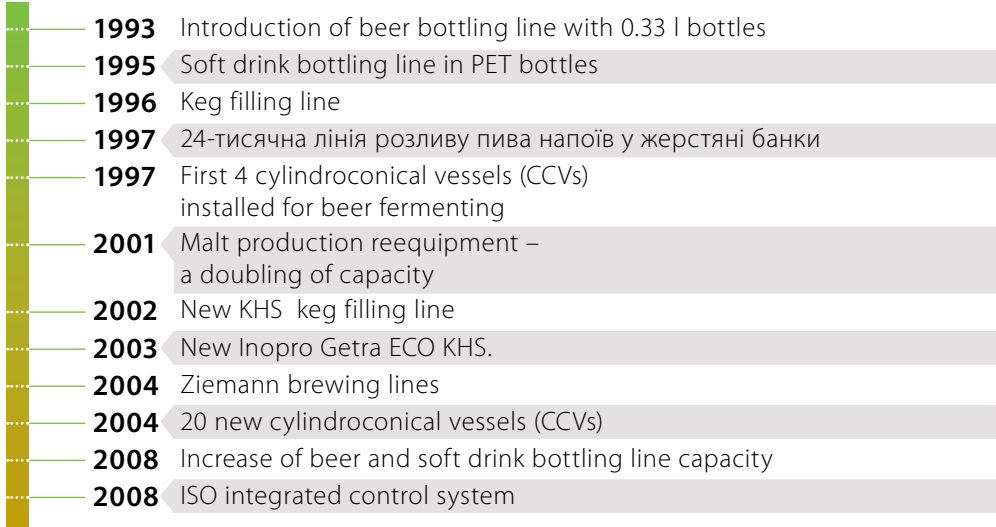 1993 Introduction of beer bottling line with 0.33 l bottles
1995 Soft drink bottling line in PET bottles
1996 Keg filling line
1997 24-тисячна лінія розливу пива напоїв у жерстяні банки
1997 First 4 cylindroconical vessels (CCVs)
installed for beer fermenting
2001 Malt production reequipment –
a doubling of capacity
2002 New KHS keg filling line
2003 New Inopro Getra ECO KHS.
2004 Ziemann brewing lines
2004 20 new cylindroconical vessels (CCVs)
2008 Increase of beer and soft drink bottling line capacity
2008 ISO integrated control system